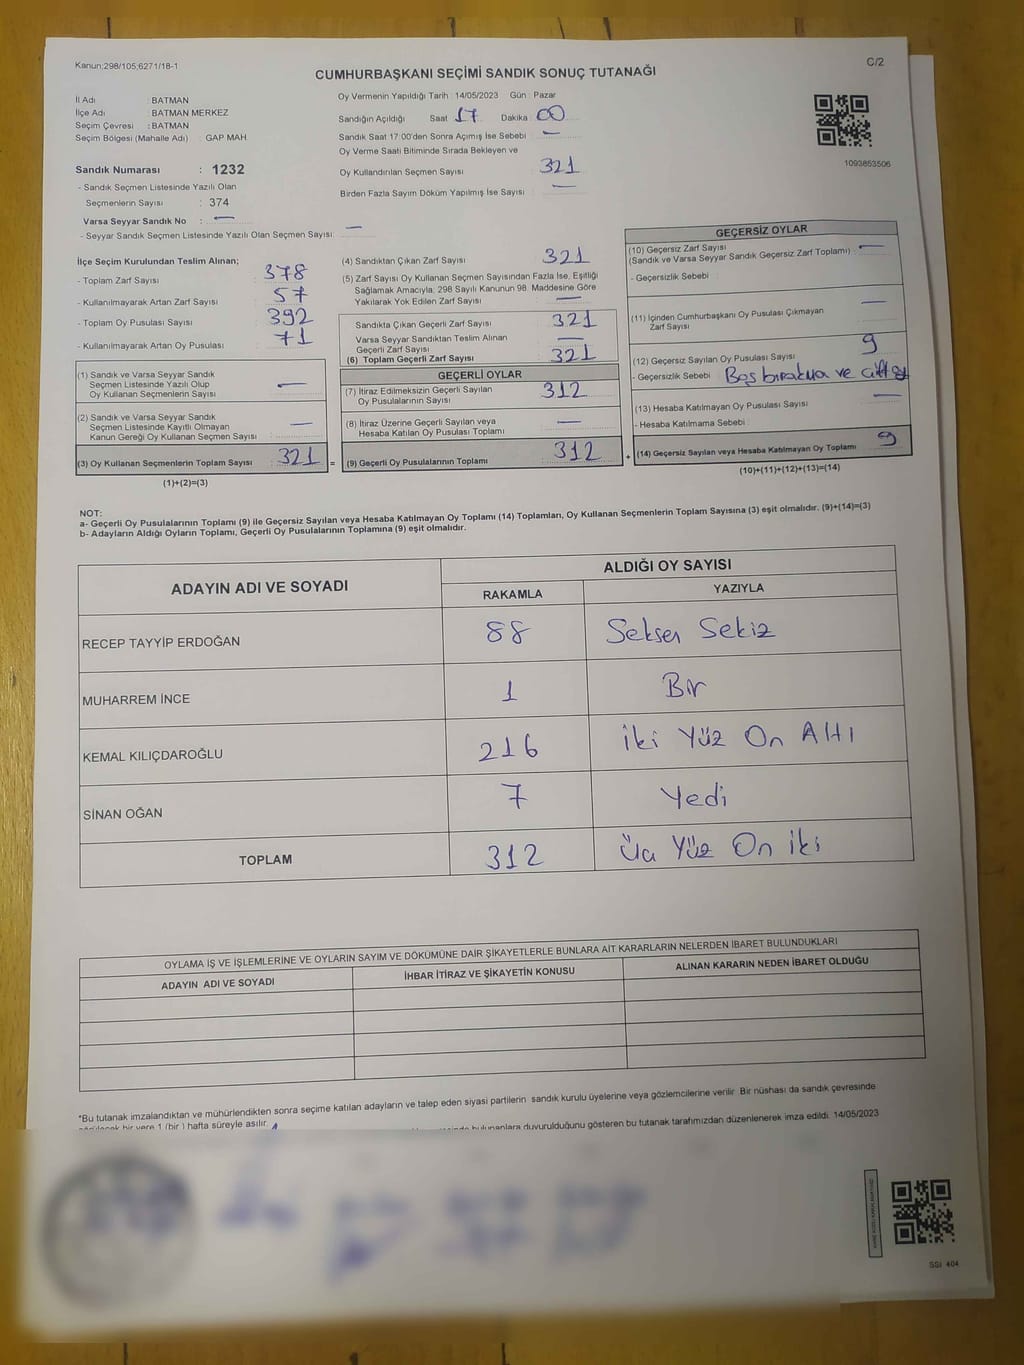 Kanun:298/105;6271/18-1
C/2
CUMHURBAŞKANI SEÇİMİ SANDIK SONUÇ TUTANAĞI
İl Adı : BATMAN
İlçe Adı : BATMAN MERKEZ
Seçim Çevresi : BATMAN
Seçim Bölgesi (Mahalle Adı) : GAP MAH.
Sandık Numarası : 1232
- Sandık Seçmen Listesinde Yazılı Olan
Seçmenlerin Sayısı : 374
Varsa Seyyar Sandık No : —
- Seyyar Sandık Seçmen Listesinde Yazılı Olan Seçmen Sayısı: —
Oy Vermenin Yapıldığı Tarih : 14/05/2023 Gün : Pazar
Sandığın Açıldığı Saat 17 Dakika 00
Sandık Saat 17:00'den Sonra Açımış İse Sebebi —
Oy Verme Saati Bitiminde Sırada Bekleyen ve
Oy Kullandırılan Seçmen Sayısı 321
Birden Fazla Sayım Döküm Yapılmış İse Sayısı —
1093853506
İlçe Seçim Kurulundan Teslim Alınan;
- Toplam Zarf Sayısı 378
- Kullanılmayarak Artan Zarf Sayısı 57
- Toplam Oy Pusulası Sayısı 392
- Kullanılmayarak Artan Oy Pusulası 71
(1) Sandık ve Varsa Seyyar Sandık
Seçmen Listesinde Yazılı Olup
Oy Kullanan Seçmenlerin Sayısı —
(2) Sandık ve Varsa Seyyar Sandık
Seçmen Listesinde Kayıtlı Olmayan
Kanun Gereği Oy Kullanan Seçmen Sayısı —
(3) Oy Kullanan Seçmenlerin Toplam Sayısı 321 =
(1)+(2)=(3)
(4) Sandıktan Çıkan Zarf Sayısı 321
(5) Zarf Sayısı Oy Kullanan Seçmen Sayısından Fazla İse, Eşitliği
Sağlamak Amacıyla, 298 Sayılı Kanunun 98. Maddesine Göre
Yakılarak Yok Edilen Zarf Sayısı —
Sandıkta Çıkan Geçerli Zarf Sayısı 321
Varsa Seyyar Sandıktan Teslim Alınan
Geçerli Zarf Sayısı —
(6) Toplam Geçerli Zarf Sayısı 321
GEÇERLİ OYLAR
(7) İtiraz Edilmeksizin Geçerli Sayılan
Oy Pusulalarının Sayısı 312
(8) İtiraz Üzerine Geçerli Sayılan veya
Hesaba Katılan Oy Pusulası Toplamı —
(9) Geçerli Oy Pusulalarının Toplamı 312 +
GEÇERSİZ OYLAR
(10) Geçersiz Zarf Sayısı
(Sandık ve Varsa Seyyar Sandık Geçersiz Zarf Toplamı) —
- Geçersizlik Sebebi :
(11) İçinden Cumhurbaşkanı Oy Pusulası Çıkmayan
Zarf Sayısı —
(12) Geçersiz Sayılan Oy Pusulası Sayısı 9
- Geçersizlik Sebebi : Boş bırakma ve çift oy
(13) Hesaba Katılmayan Oy Pusulası Sayısı —
- Hesaba Katılmama Sebebi :
(14) Geçersiz Sayılan veya Hesaba Katılmayan Oy Toplamı 9
(10)+(11)+(12)+(13)=(14)
NOT:
a- Geçerli Oy Pusulalarının Toplamı (9) ile Geçersiz Sayılan veya Hesaba Katılmayan Oy Toplamı (14) Toplamları, Oy Kullanan Seçmenlerin Toplam Sayısına (3) eşit olmalıdır. (9)+(14)=(3)
b- Adayların Aldığı Oyların Toplamı, Geçerli Oy Pusulalarının Toplamına (9) eşit olmalıdır.
ADAYIN ADI VE SOYADI
ALDIĞI OY SAYISI
RAKAMLA YAZIYLA
RECEP TAYYİP ERDOĞAN 88 Seksen Sekiz
MUHARREM İNCE 1 Bir
KEMAL KILIÇDAROĞLU 216 İki Yüz On Altı
SİNAN OĞAN 7 Yedi
TOPLAM 312 Üç Yüz On İki
OYLAMA İŞ VE İŞLEMLERİNE VE OYLARIN SAYIM VE DÖKÜMÜNE DAİR ŞİKAYETLERLE BUNLARA AİT KARARLARIN NELERDEN İBARET BULUNDUKLARI
ADAYIN ADI VE SOYADI İHBAR İTİRAZ VE ŞİKAYETİN KONUSU ALINAN KARARIN NEDEN İBARET OLDUĞU
*Bu tutanak imzalandıktan ve mühürlendikten sonra seçime katılan adayların ve talep eden siyasi partilerin sandık kurulu üyelerine veya gözlemcilerine verilir. Bir nüshası da sandık çevresinde
bir yere 1 (bir) hafta süreyle asılır. bulunanlara duyurulduğunu gösteren bu tutanak tarafımızdan düzenlenerek imza edildi. 14/05/2023
SSI 404